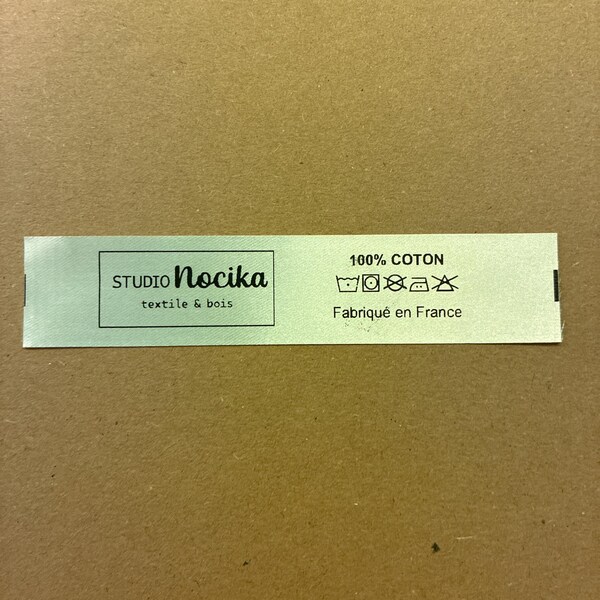 STUDIO Nocika
textile & bois
100% COTON
Fabriqué en France